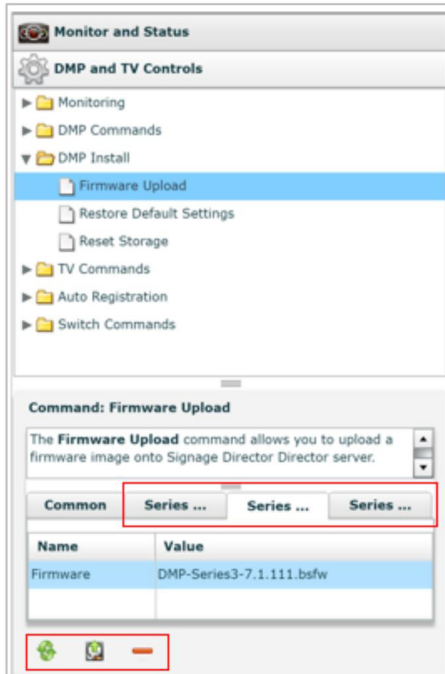 Monitor and Status
DMP and TV Controls
Monitoring
DMP Commands
DMP Install
Firmware Upload
Restore Default Settings
Reset Storage
TV Commands
Auto Registration
Switch Commands
Command: Firmware Upload
The Firmware Upload command allows you to upload a
firmware image onto Signage Director Director server.
Common Series ... Series ... Series ...
Name Value
Firmware DMP-Series3-7.1.111.bsfw